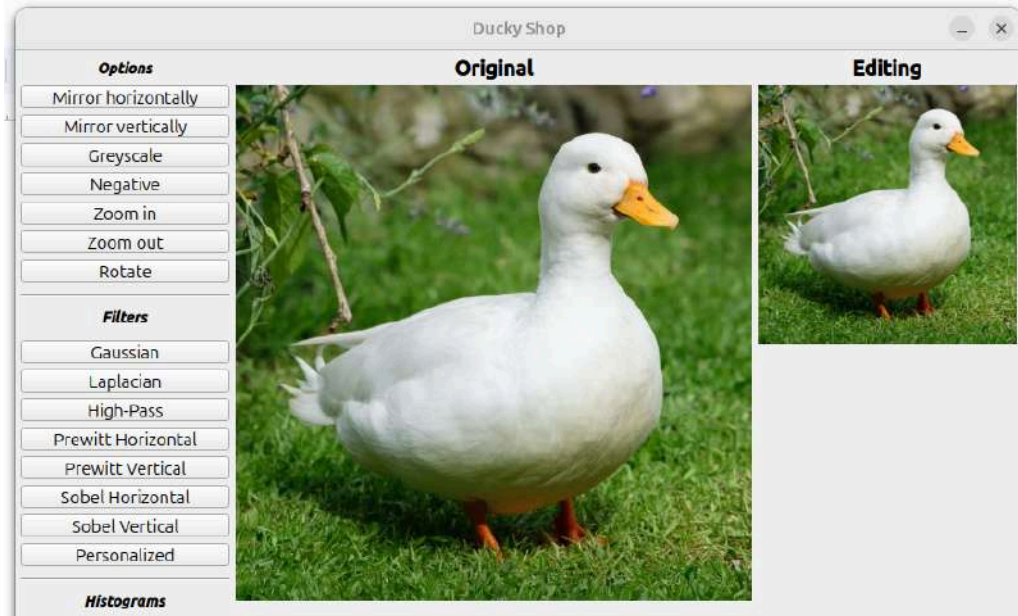 Ducky Shop
Options
Mirror horizontally
Mirror vertically
Greyscale
Negative
Zoom in
Zoom out
Rotate
Filters
Gaussian
Laplacian
High-Pass
Prewitt Horizontal
Prewitt Vertical
Sobel Horizontal
Sobel Vertical
Personalized
Histograms
Original
Editing